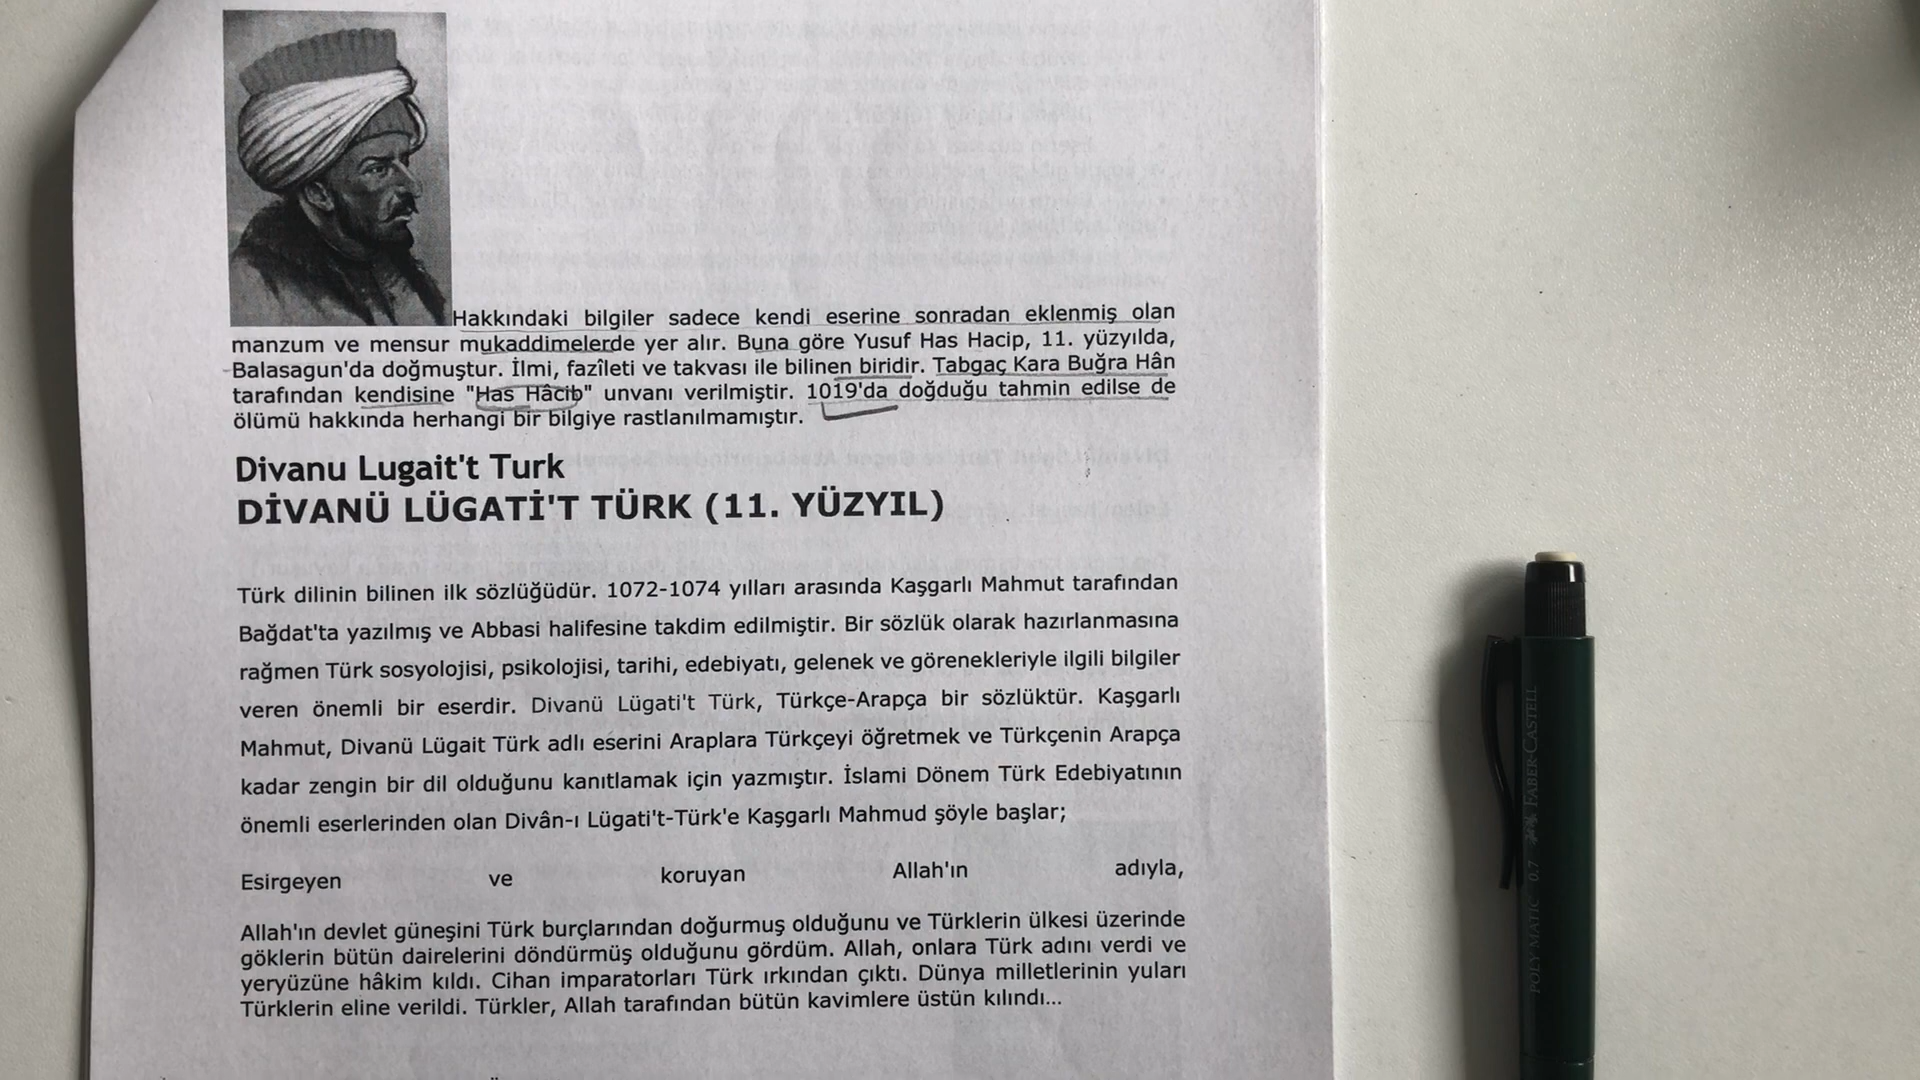 Hakkındaki bilgiler sadece kendi eserine sonradan eklenmiş olan
manzum ve mensur mukaddimelerde yer alır. Buna göre Yusuf Has Hacip, 11. yüzyılda,
Balasagun'da doğmuştur. İlmi, fazîleti ve takvası ile bilinen biridir. Tabgaç Kara Buğra Hân
tarafından kendisine "Has Hâcib" unvanı verilmiştir. 1019'da doğduğu tahmin edilse de
ölümü hakkında herhangi bir bilgiye rastlanılmamıştır.
Divanu Lugait't Turk
DİVANÜ LÜGATİ'T TÜRK (11. YÜZYIL)
Türk dilinin bilinen ilk sözlüğüdür. 1072-1074 yılları arasında Kaşgarlı Mahmut tarafından
Bağdat'ta yazılmış ve Abbasi halifesine takdim edilmiştir. Bir sözlük olarak hazırlanmasına
rağmen Türk sosyolojisi, psikolojisi, tarihi, edebiyatı, gelenek ve görenekleriyle ilgili bilgiler
veren önemli bir eserdir. Divanü Lügati't Türk, Türkçe-Arapça bir sözlüktür. Kaşgarlı
Mahmut, Divanü Lügait Türk adlı eserini Araplara Türkçeyi öğretmek ve Türkçenin Arapça
kadar zengin bir dil olduğunu kanıtlamak için yazmıştır. İslami Dönem Türk Edebiyatının
önemli eserlerinden olan Divân-ı Lügati't-Türk'e Kaşgarlı Mahmud şöyle başlar;
Esirgeyen ve koruyan Allah'ın adıyla,
Allah'ın devlet güneşini Türk burçlarından doğurmuş olduğunu ve Türklerin ülkesi üzerinde
göklerin bütün dairelerini döndürmüş olduğunu gördüm. Allah, onlara Türk adını verdi ve
yeryüzüne hâkim kıldı. Cihan imparatorları Türk ırkından çıktı. Dünya milletlerinin yuları
Türklerin eline verildi. Türkler, Allah tarafından bütün kavimlere üstün kılındı...
POLY MATIC 0.7 FABER-CASTELL